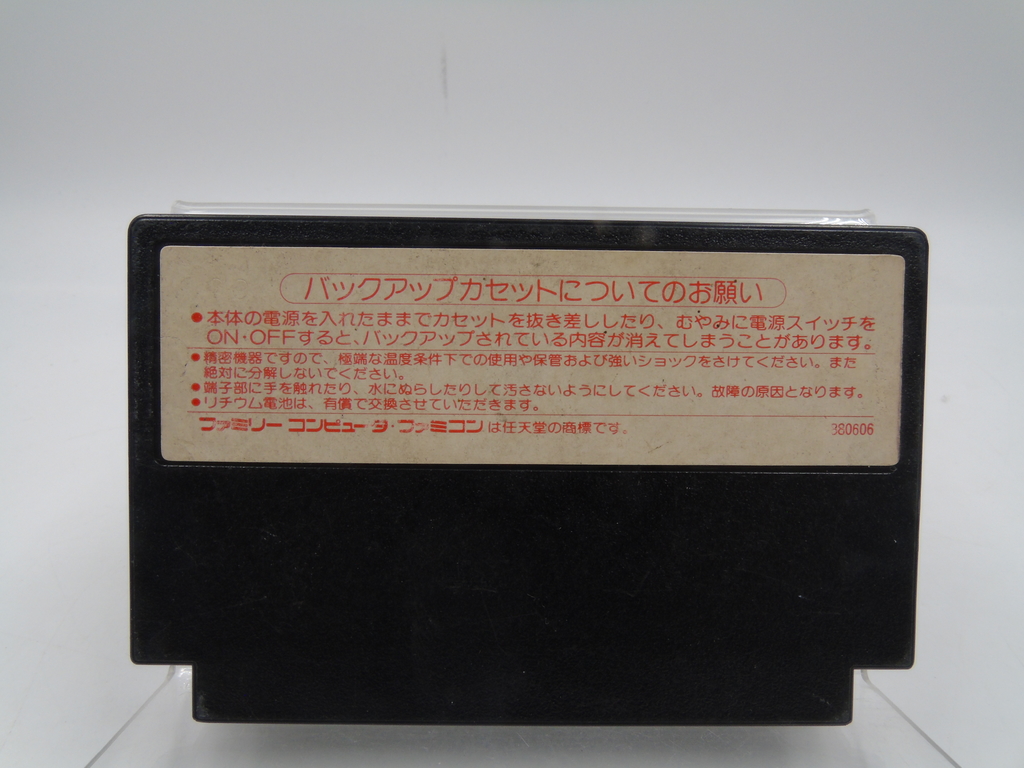 バックアップカセットについてのお願い
●本体の電源を入れたままでカセットを抜き差ししたり、むやみに電源スイッチを
ON・OFFすると、バックアップされている内容が消えてしまうことがあります。
●精密機器ですので、極端な温度条件下での使用や保管および強いショックをさけてください。また
絶対に分解しないでください。
●端子部に手を触れたり、水にぬらしたりして汚さないようにしてください。故障の原因となります。
●リチウム電池は、有償で交換させていただきます。
ファミリーコンピュータ・ファミコンは任天堂の商標です。 880606